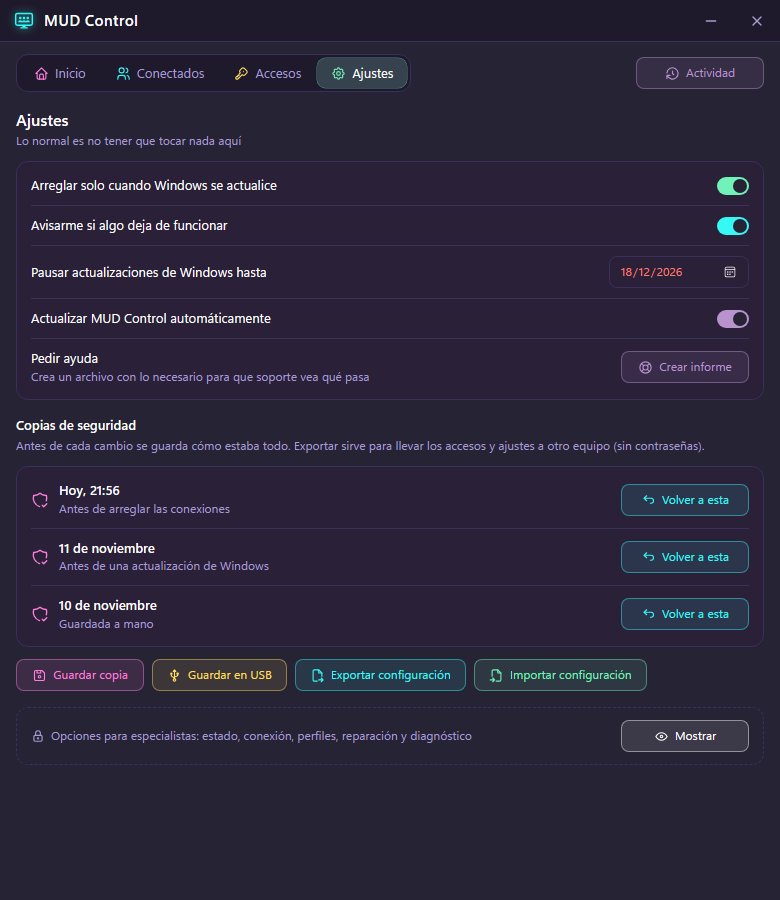 MUD Control
Inicio
Conectados
Accesos
Ajustes
Actividad
Ajustes
Lo normal es no tener que tocar nada aquí
Arreglar solo cuando Windows se actualice
Avisarme si algo deja de funcionar
Pausar actualizaciones de Windows hasta
18/12/2026
Actualizar MUD Control automáticamente
Pedir ayuda
Crea un archivo con lo necesario para que soporte vea qué pasa
Crear informe
Copias de seguridad
Antes de cada cambio se guarda cómo estaba todo. Exportar sirve para llevar los accesos y ajustes a otro equipo (sin contraseñas).
Hoy, 21:56
Antes de arreglar las conexiones
Volver a esta
11 de noviembre
Antes de una actualización de Windows
Volver a esta
10 de noviembre
Guardada a mano
Volver a esta
Guardar copia
Guardar en USB
Exportar configuración
Importar configuración
Opciones para especialistas: estado, conexión, perfiles, reparación y diagnóstico
Mostrar